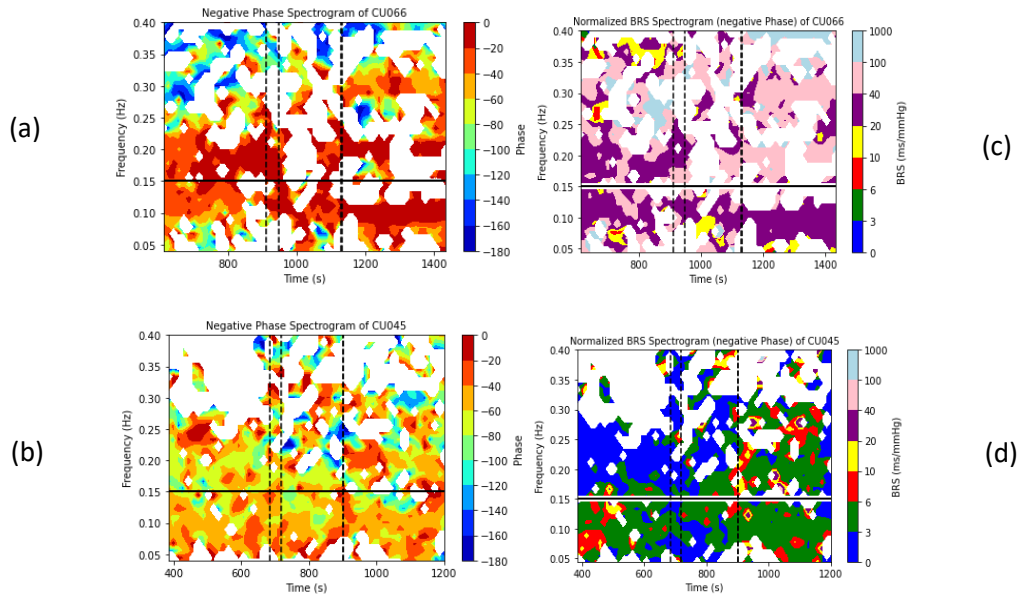 Negative Phase Spectrogram of CU066
(a)
Frequency (Hz)
0.40
0.35
0.30
0.25
0.20
0.15
0.10
0.05
800 1000 1200 1400
Time (s)
0
−20
−40
−60
−80
−100
−120
−140
−160
−180
Phase
Normalized BRS Spectrogram (negative Phase) of CU066
Frequency (Hz)
0.40
0.35
0.30
0.25
0.20
0.15
0.10
0.05
800 1000 1200 1400
Time (s)
1000
100
40
20
10
6
3
0
BRS (ms/mmHg)
(c)
Negative Phase Spectrogram of CU045
(b)
Frequency (Hz)
0.40
0.35
0.30
0.25
0.20
0.15
0.10
0.05
400 600 800 1000 1200
Time (s)
0
−20
−40
−60
−80
−100
−120
−140
−160
−180
Phase
Normalized BRS Spectrogram (negative Phase) of CU045
Frequency (Hz)
0.40
0.35
0.30
0.25
0.20
0.15
0.10
0.05
400 600 800 1000 1200
Time (s)
1000
100
40
20
10
6
3
0
BRS (ms/mmHg)
(d)